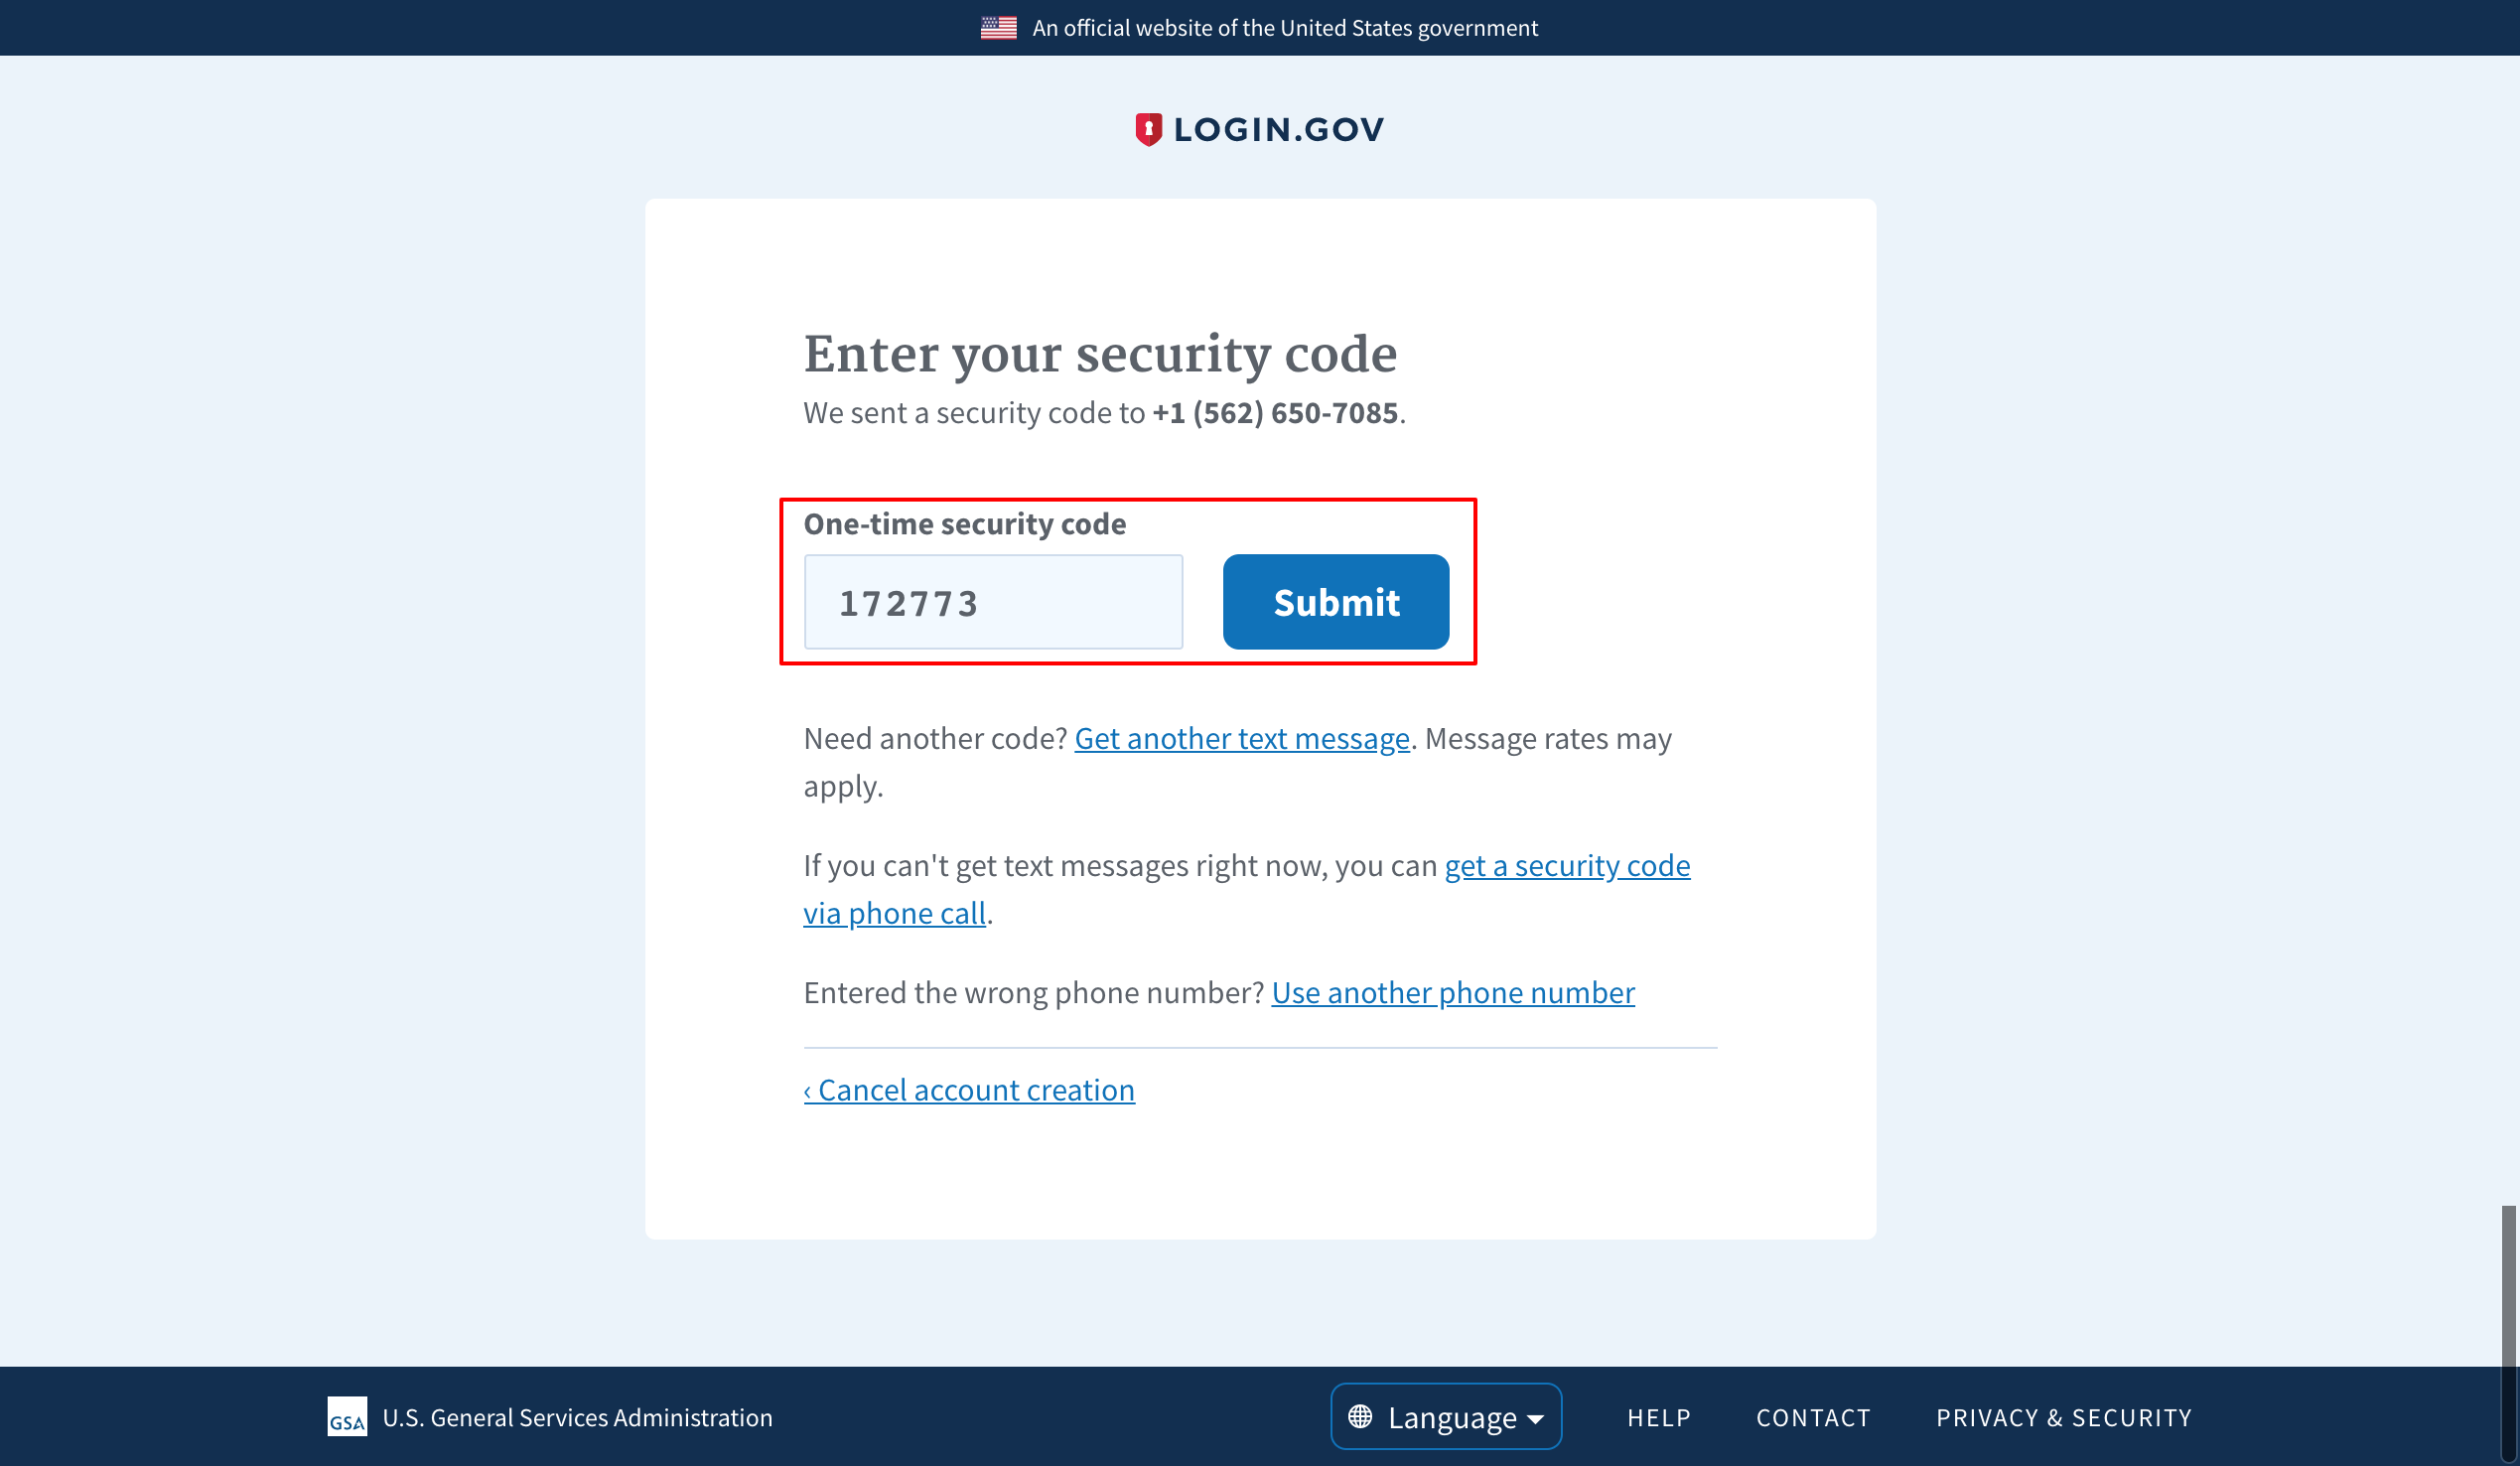 An official website of the United States government
LOGIN.GOV
Enter your security code
We sent a security code to +1 (562) 650-7085.
One-time security code
172773
Submit
Need another code? Get another text message. Message rates may
apply.
If you can't get text messages right now, you can get a security code
via phone call.
Entered the wrong phone number? Use another phone number
‹ Cancel account creation
GSA U.S. General Services Administration
Language
HELP
CONTACT
PRIVACY & SECURITY